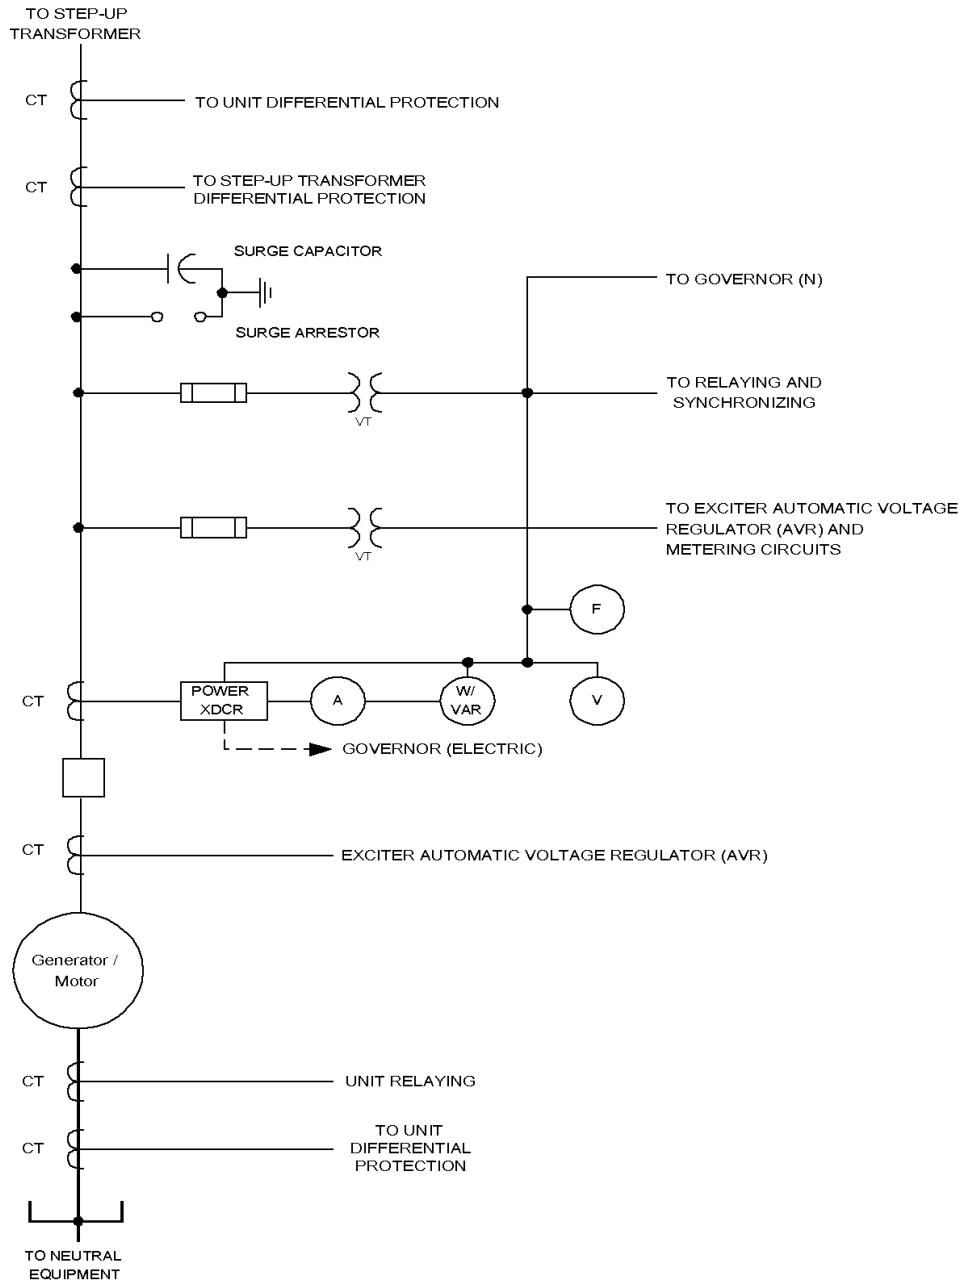 TO STEP-UP
TRANSFORMER
CT
TO UNIT DIFFERENTIAL PROTECTION
CT
TO STEP-UP TRANSFORMER
DIFFERENTIAL PROTECTION
SURGE CAPACITOR
TO GOVERNOR (N)
SURGE ARRESTOR
TO RELAYING AND
SYNCHRONIZING
VT
TO EXCITER AUTOMATIC VOLTAGE
REGULATOR (AVR) AND
METERING CIRCUITS
VT
F
CT
POWER
XDCR
A
W/
VAR
V
GOVERNOR (ELECTRIC)
CT
EXCITER AUTOMATIC VOLTAGE REGULATOR (AVR)
Generator /
Motor
CT
UNIT RELAYING
CT
TO UNIT
DIFFERENTIAL
PROTECTION
TO NEUTRAL
EQUIPMENT